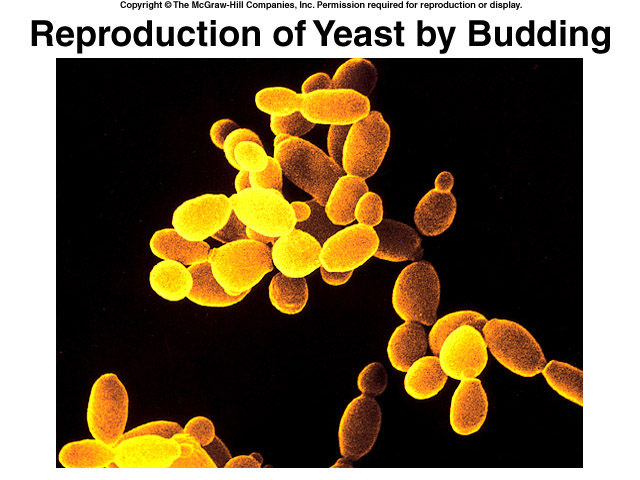 Copyright © The McGraw-Hill Companies, Inc. Permission required for reproduction or display.
Reproduction of Yeast by Budding